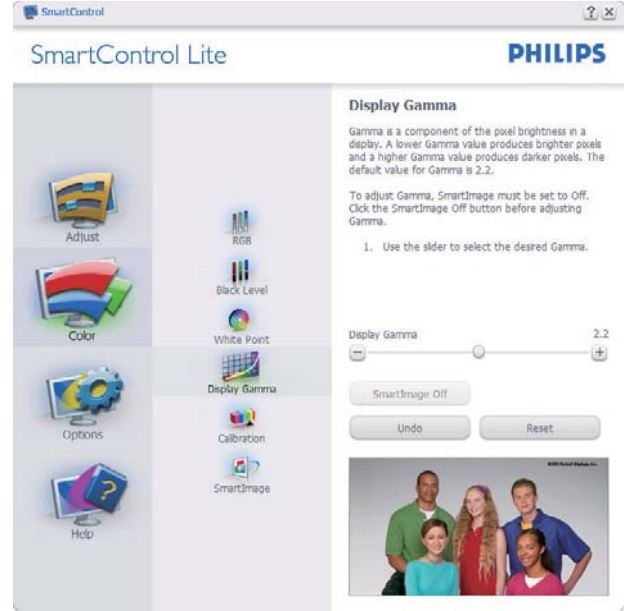 SmartControl
SmartControl Lite
PHILIPS
Adjust
Color
Options
Help
RGB
Black Level
White Point
Display Gamma
Calibration
SmartImage
Display Gamma
Gamma is a component of the pixel brightness in a
display. A lower Gamma value produces brighter pixels
and a higher Gamma value produces darker pixels. The
default value for Gamma is 2.2.
To adjust Gamma, SmartImage must be set to Off.
Click the SmartImage Off button before adjusting
Gamma.
1. Use the slider to select the desired Gamma.
Display Gamma 2.2
SmartImage Off
Undo Reset